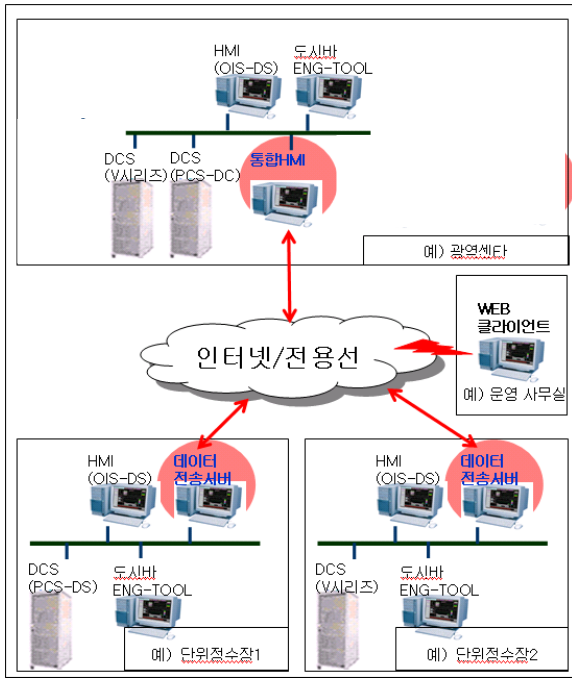 HMI
(OIS-DS)
도시바
ENG-TOOL
DCS
(V시리즈)
DCS
(PCS-DC)
통합HMI
예) 광역센타
WEB
클라이언트
예) 운영 사무실
인터넷/전용선
HMI
(OIS-DS)
데이터
전송서버
DCS
(PCS-DS)
도시바
ENG-TOOL
예) 단위정수장1
HMI
(OIS-DS)
데이터
전송서버
DCS
(V시리즈)
도시바
ENG-TOOL
예) 단위정수장2